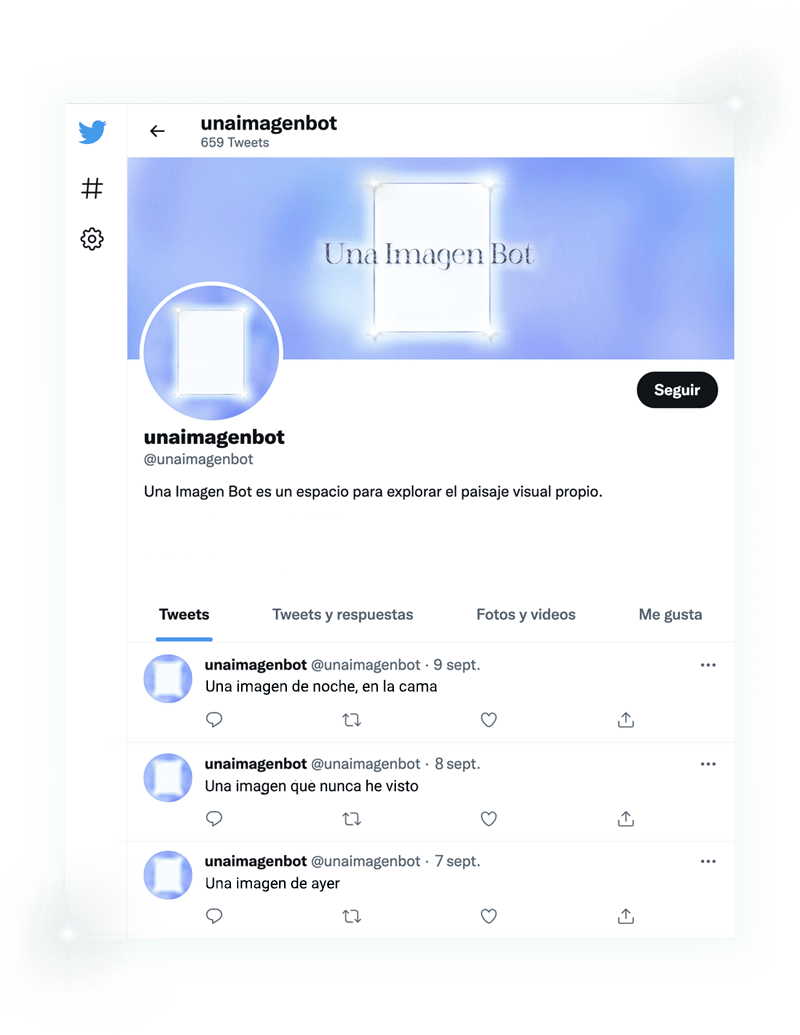 unaimagenbot
659 Tweets
Una Imagen Bot
Seguir
unaimagenbot
@unaimagenbot
Una Imagen Bot es un espacio para explorar el paisaje visual propio.
Tweets Tweets y respuestas Fotos y videos Me gusta
unaimagenbot @unaimagenbot · 9 sept.
Una imagen de noche, en la cama
unaimagenbot @unaimagenbot · 8 sept.
Una imagen que nunca he visto
unaimagenbot @unaimagenbot · 7 sept.
Una imagen de ayer